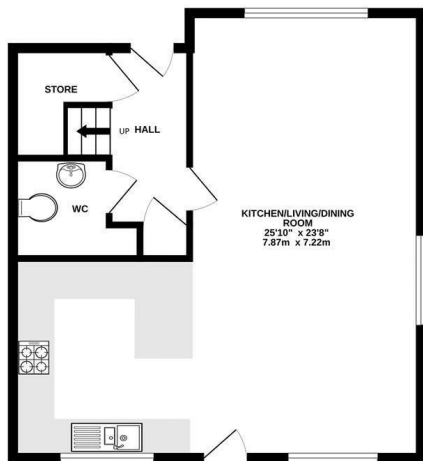 STORE
UP HALL
WC
KITCHEN/LIVING/DINING
ROOM
25'10" x 23'8"
7.87m x 7.22m